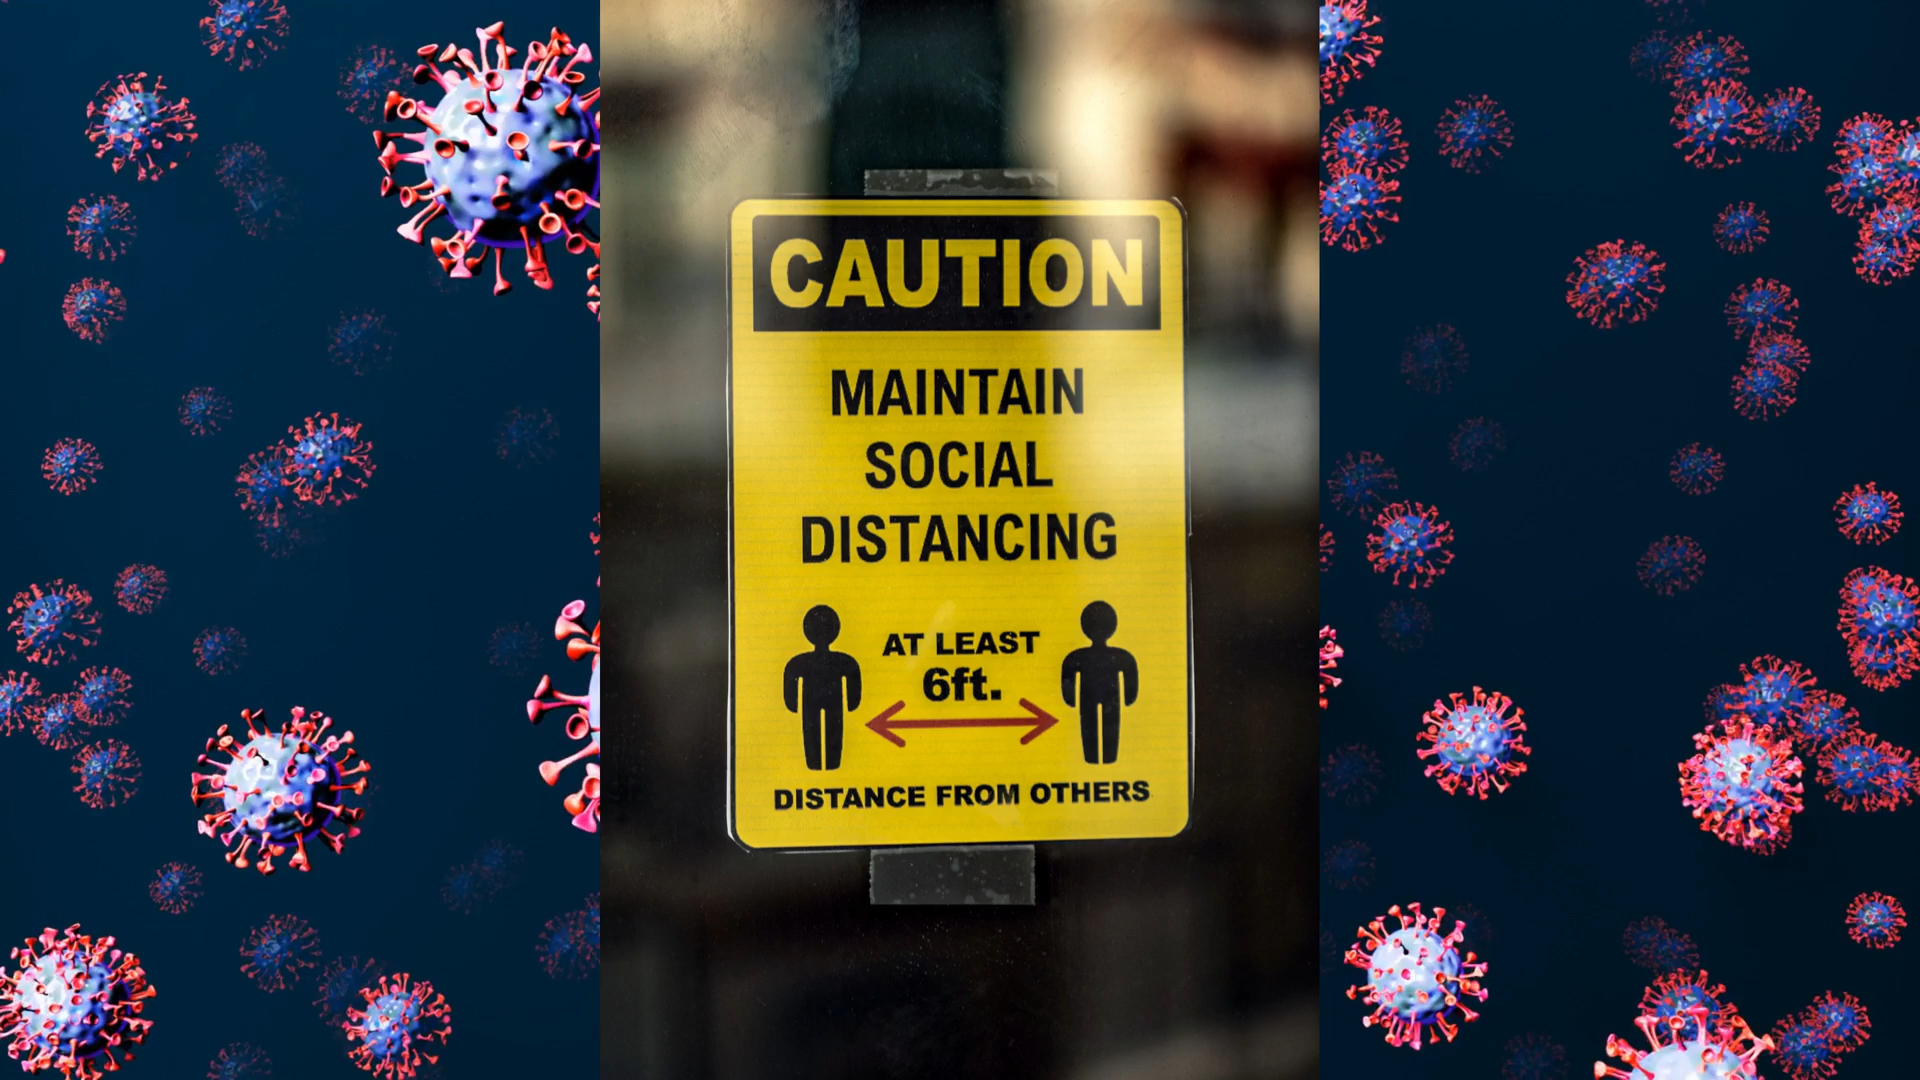 CAUTION
MAINTAIN
SOCIAL
DISTANCING
AT LEAST
6ft.
DISTANCE FROM OTHERS